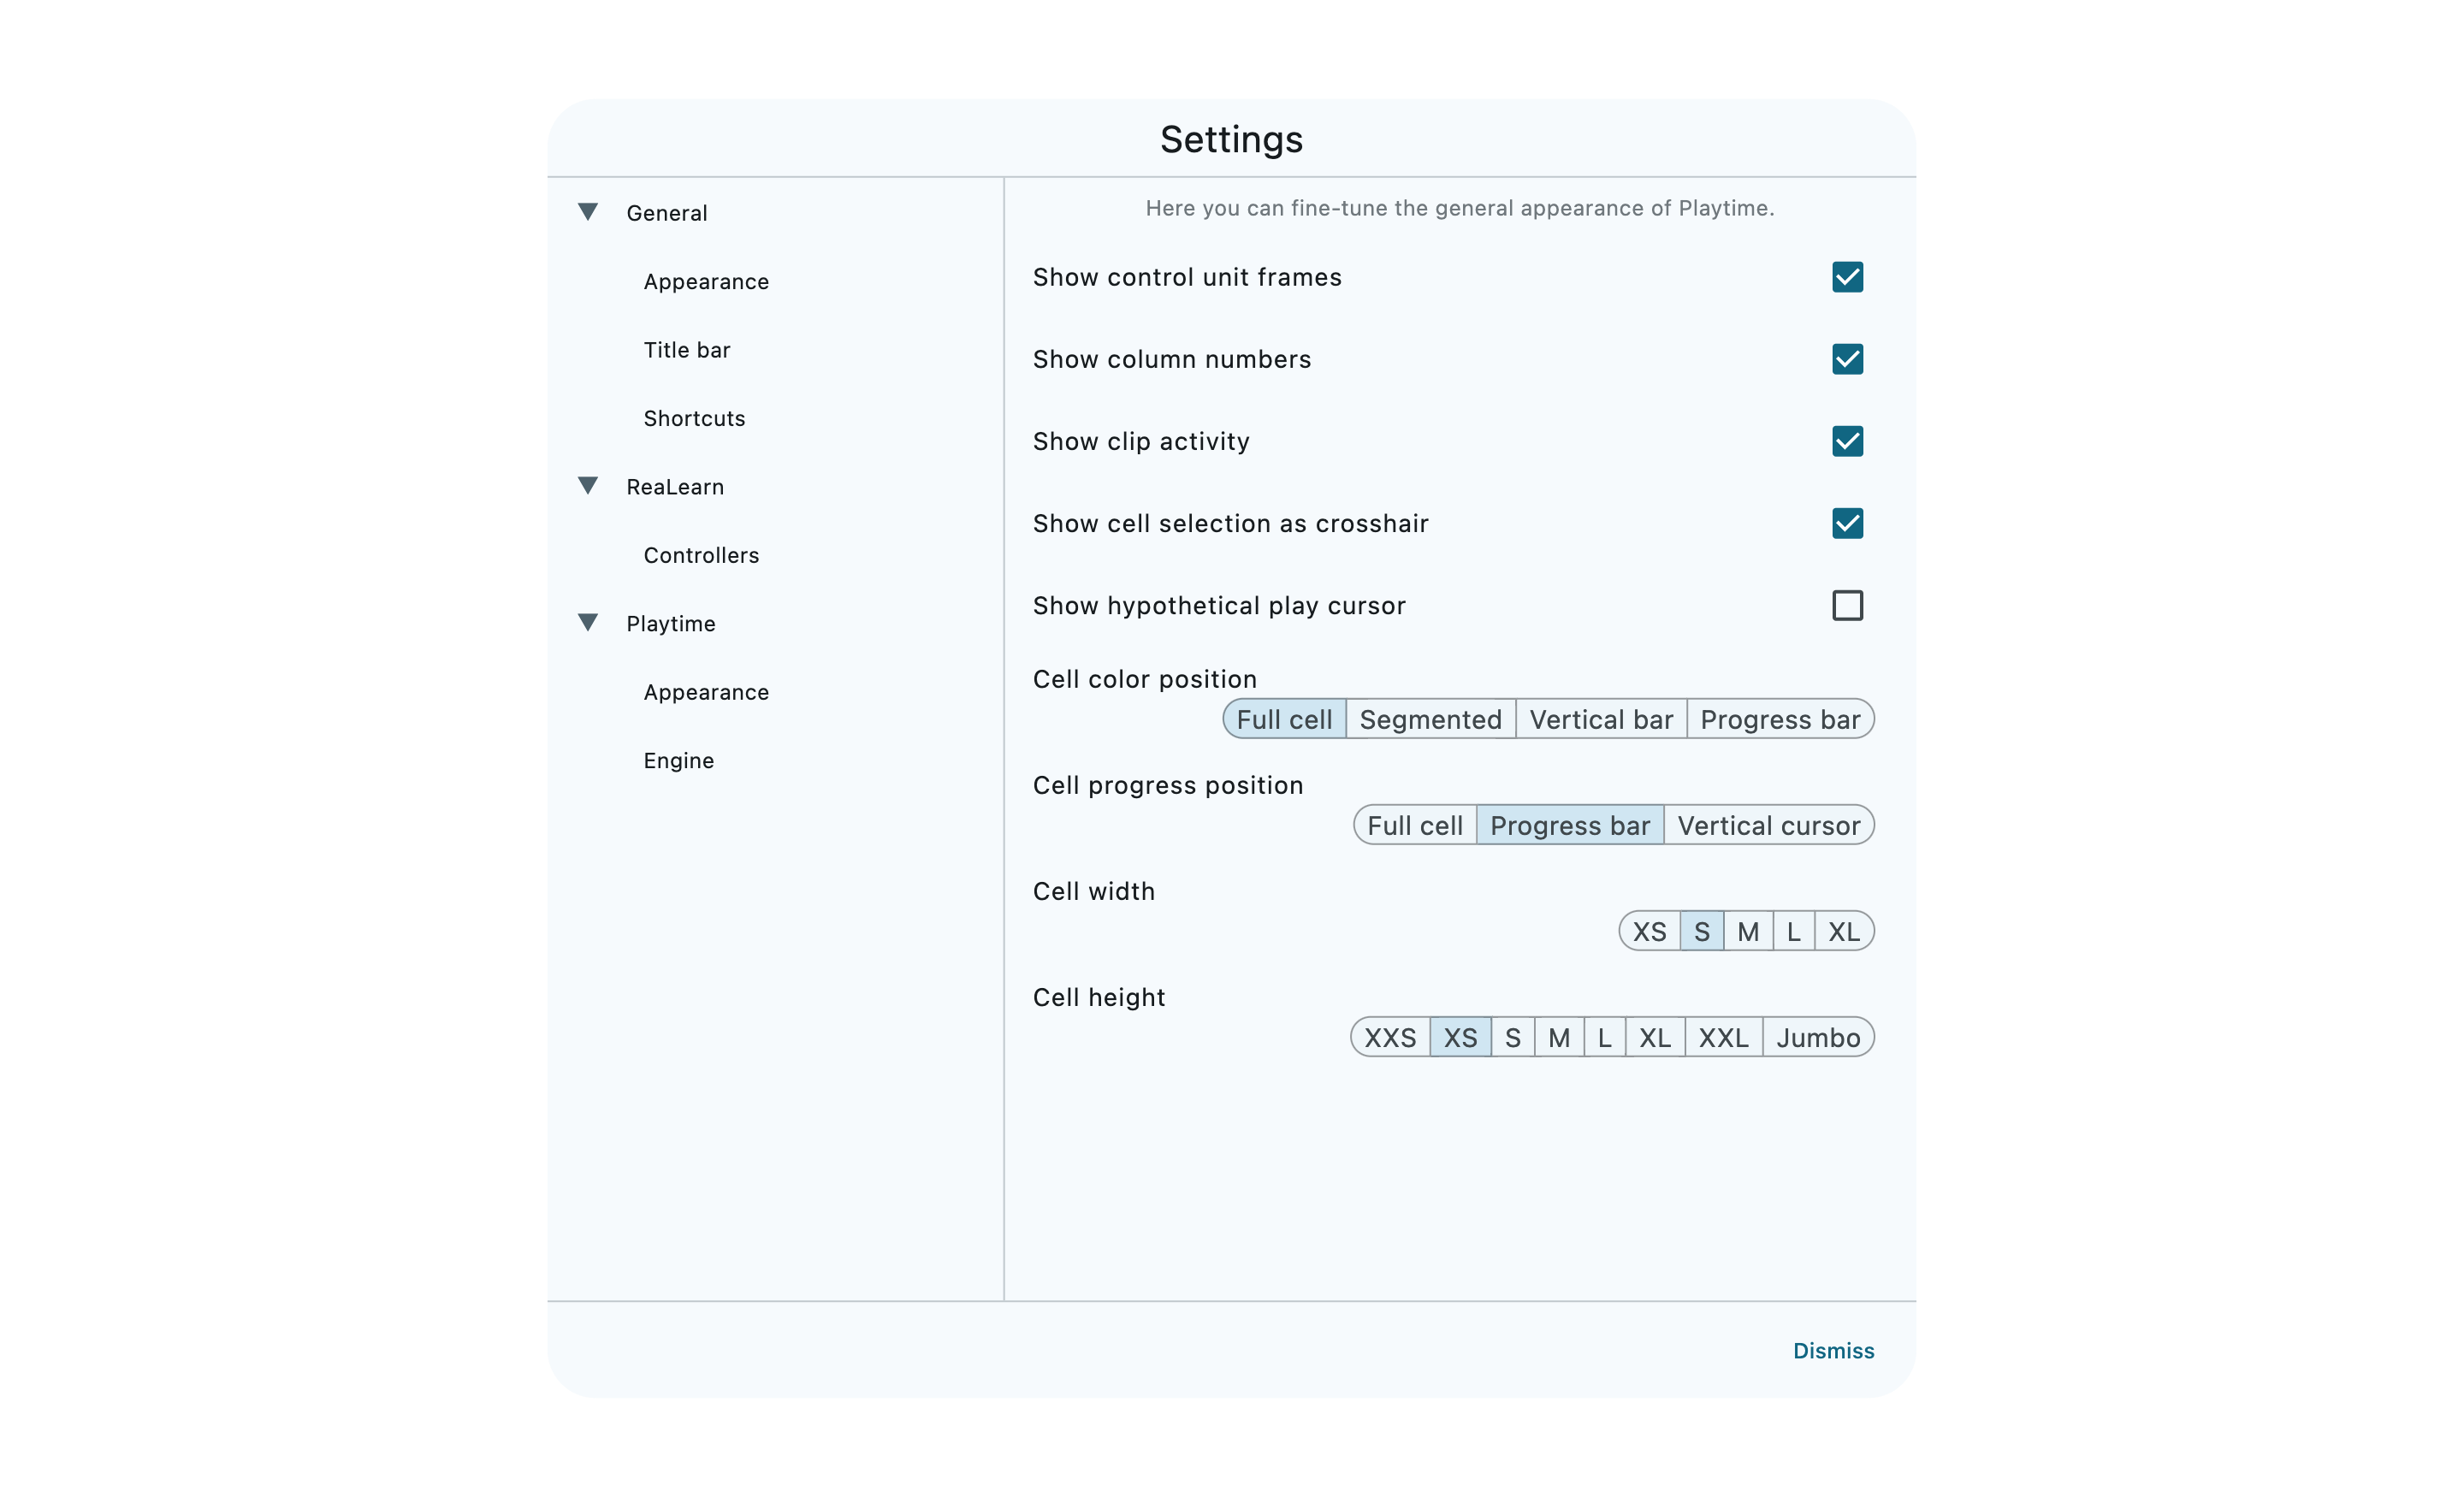 Settings
General
Appearance
Title bar
Shortcuts
ReaLearn
Controllers
Playtime
Appearance
Engine
Here you can fine-tune the general appearance of Playtime.
Show control unit frames
Show column numbers
Show clip activity
Show cell selection as crosshair
Show hypothetical play cursor
Cell color position
Full cell Segmented Vertical bar Progress bar
Cell progress position
Full cell Progress bar Vertical cursor
Cell width
XS S M L XL
Cell height
XXS XS S M L XL XXL Jumbo
Dismiss